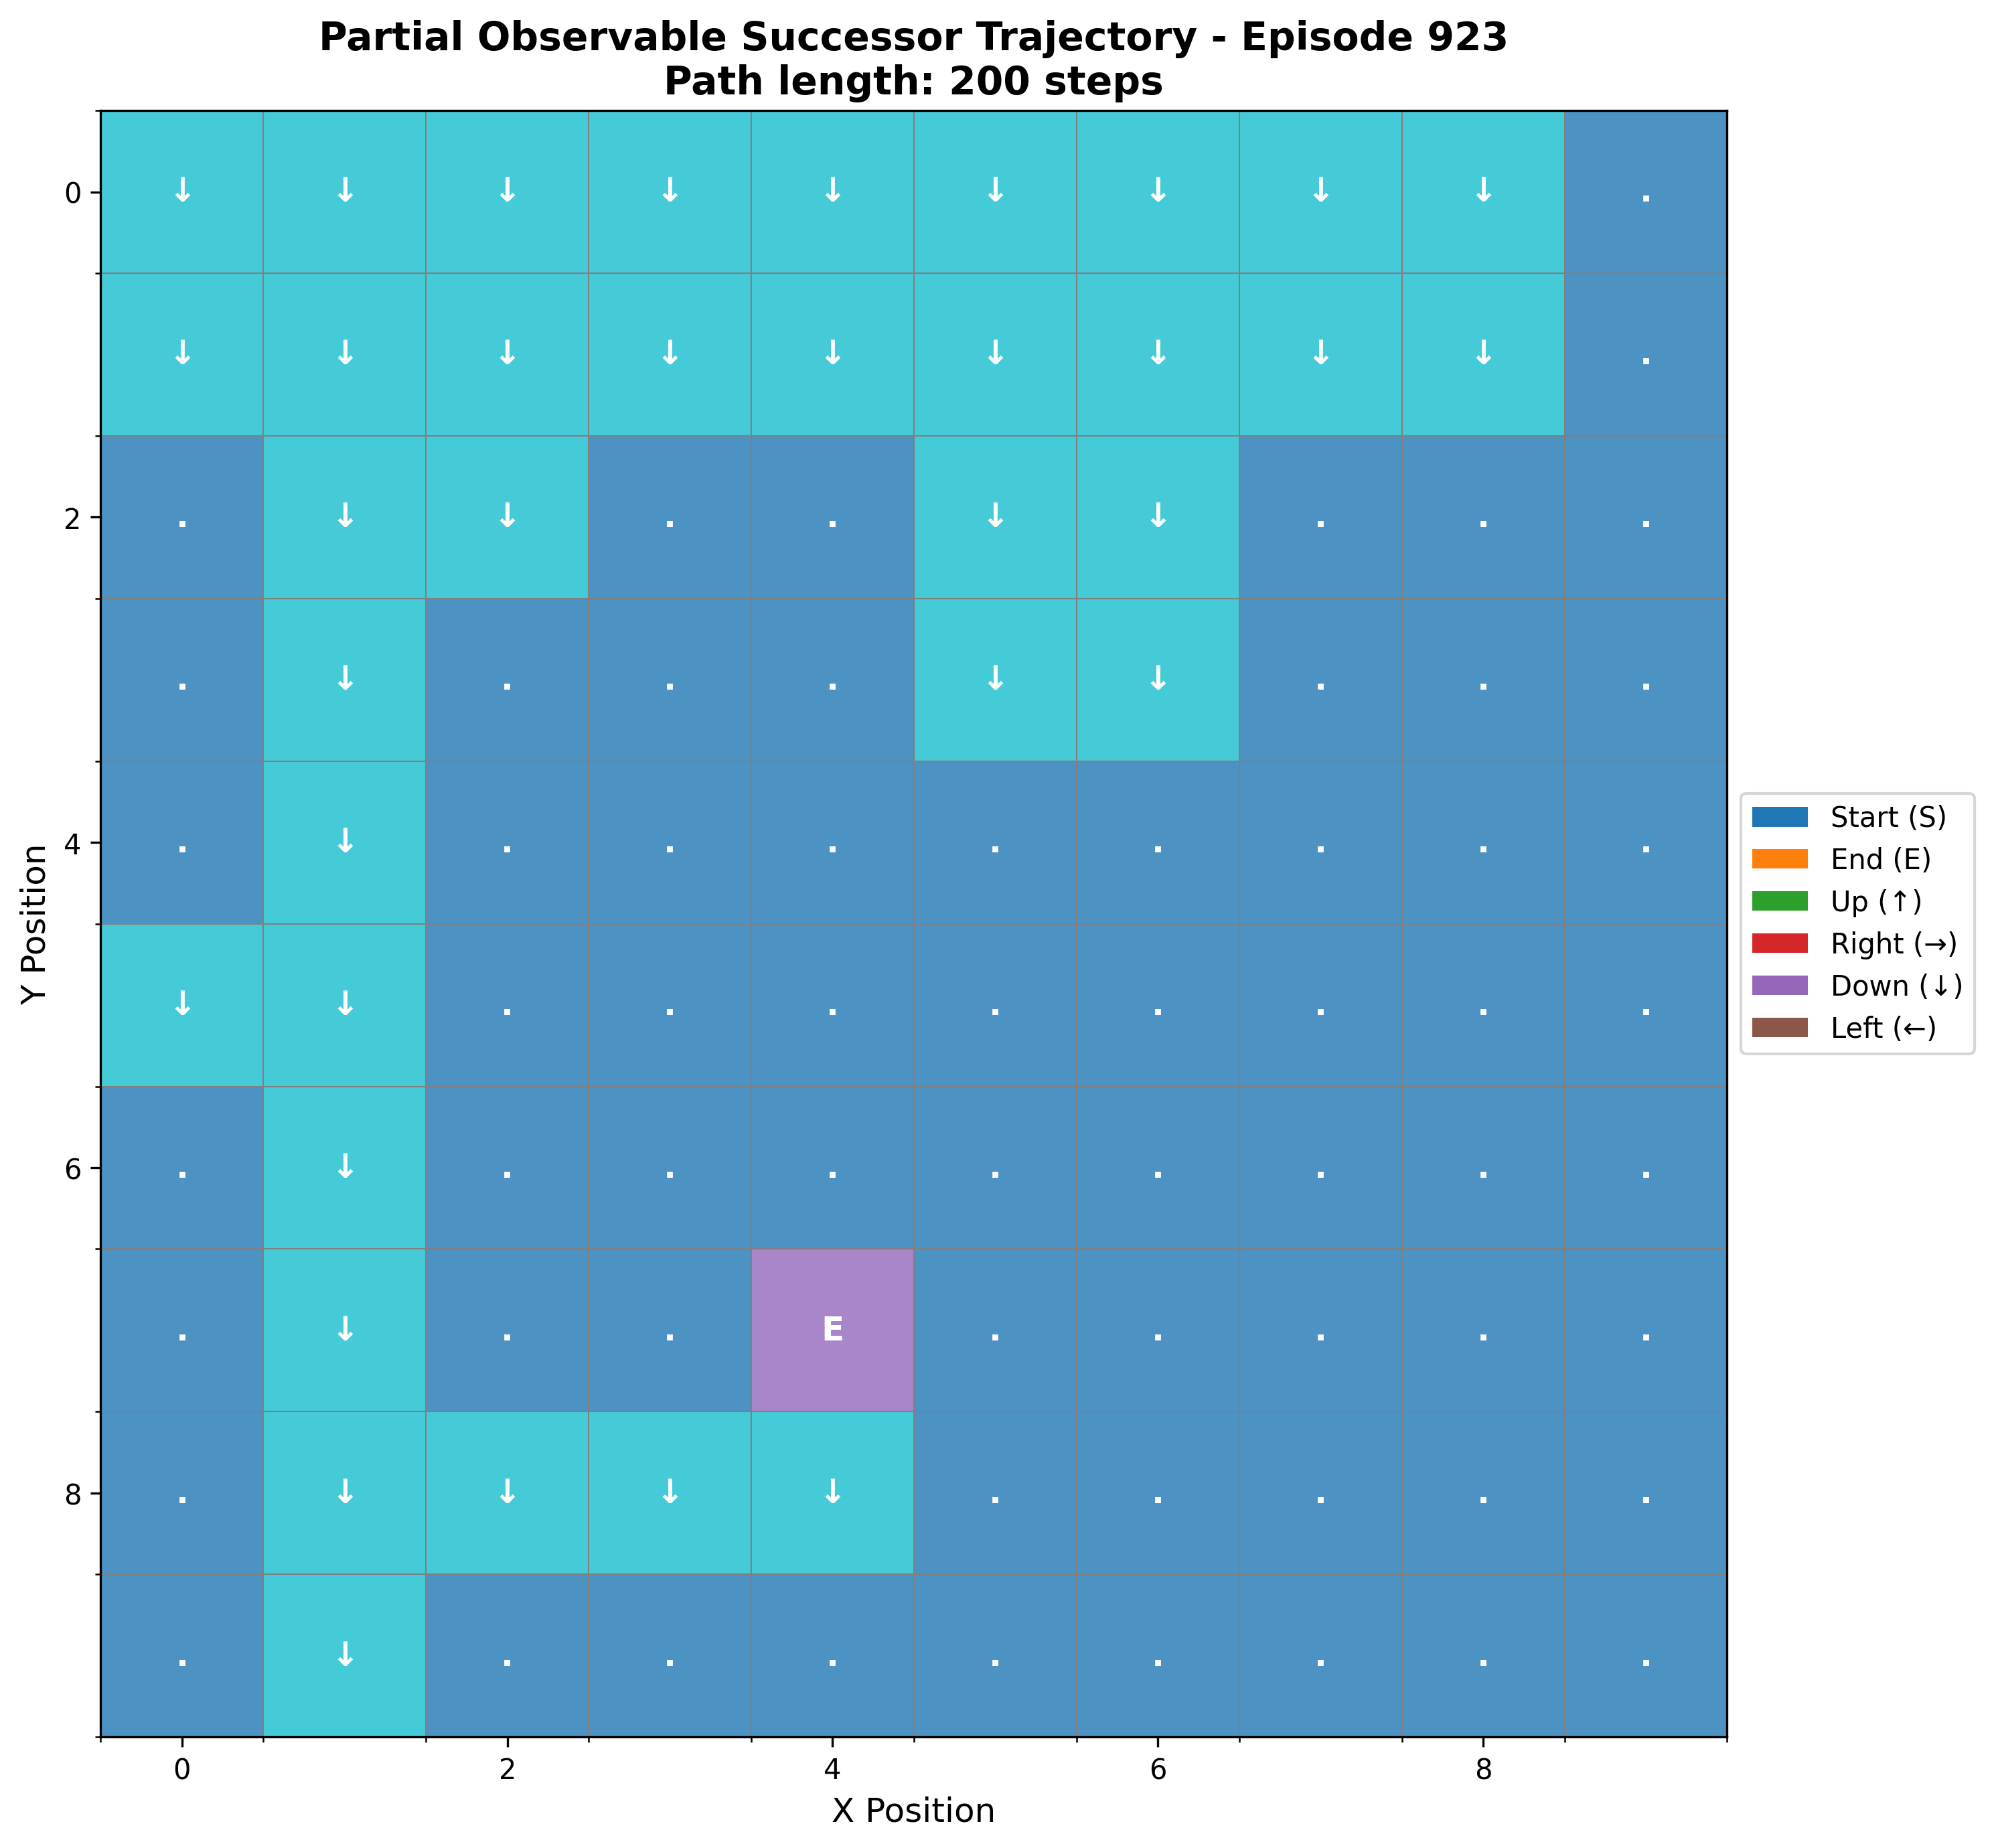 Partial Observable Successor Trajectory - Episode 923
Path length: 200 steps
0 ↓ ↓ ↓ ↓ ↓ ↓ ↓ ↓ ↓ .
↓ ↓ ↓ ↓ ↓ ↓ ↓ ↓ ↓ .
2 . ↓ ↓ . . ↓ ↓ . . .
. ↓ . . . ↓ ↓ . . .
4 . ↓ . . . . . . . .
↓ ↓ . . . . . . . .
6 . ↓ . . . . . . . .
. ↓ . . E . . . . .
8 . ↓ ↓ ↓ ↓ . . . . .
. ↓ . . . . . . . .
0 2 4 6 8
X Position
Y Position
Start (S)
End (E)
Up (↑)
Right (→)
Down (↓)
Left (←)